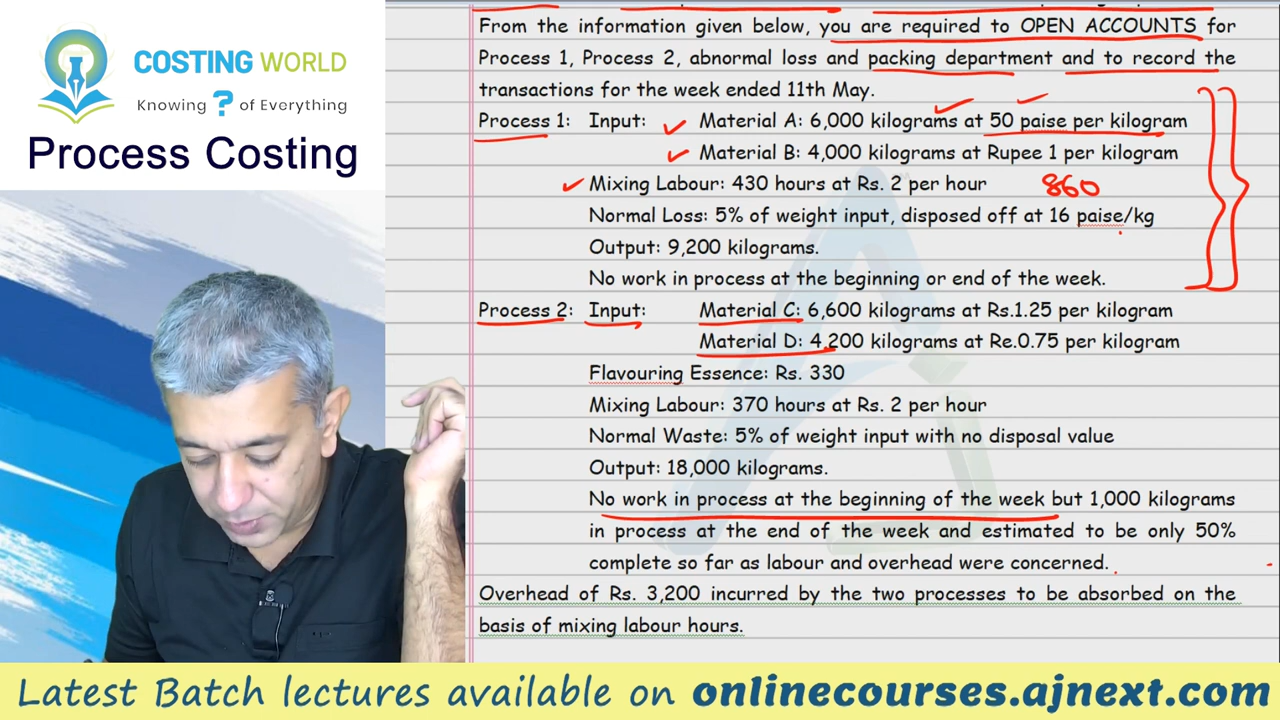 COSTING WORLD
Knowing ? of Everything
Process Costing
From the information given below, you are required to OPEN ACCOUNTS for
Process 1, Process 2, abnormal loss and packing department and to record the
transactions for the week ended 11th May.
Process 1: Input: Material A: 6,000 kilograms at 50 paise per kilogram
Material B: 4,000 kilograms at Rupee 1 per kilogram
Mixing Labour: 430 hours at Rs. 2 per hour 860
Normal Loss: 5% of weight input, disposed off at 16 paise/kg
Output: 9,200 kilograms.
No work in process at the beginning or end of the week.
Process 2: Input: Material C: 6,600 kilograms at Rs.1.25 per kilogram
Material D: 4,200 kilograms at Re.0.75 per kilogram
Flavouring Essence: Rs. 330
Mixing Labour: 370 hours at Rs. 2 per hour
Normal Waste: 5% of weight input with no disposal value
Output: 18,000 kilograms.
No work in process at the beginning of the week but 1,000 kilograms
in process at the end of the week and estimated to be only 50%
complete so far as labour and overhead were concerned.
Overhead of Rs. 3,200 incurred by the two processes to be absorbed on the
basis of mixing labour hours.
Latest Batch lectures available on onlinecourses.ajnext.com